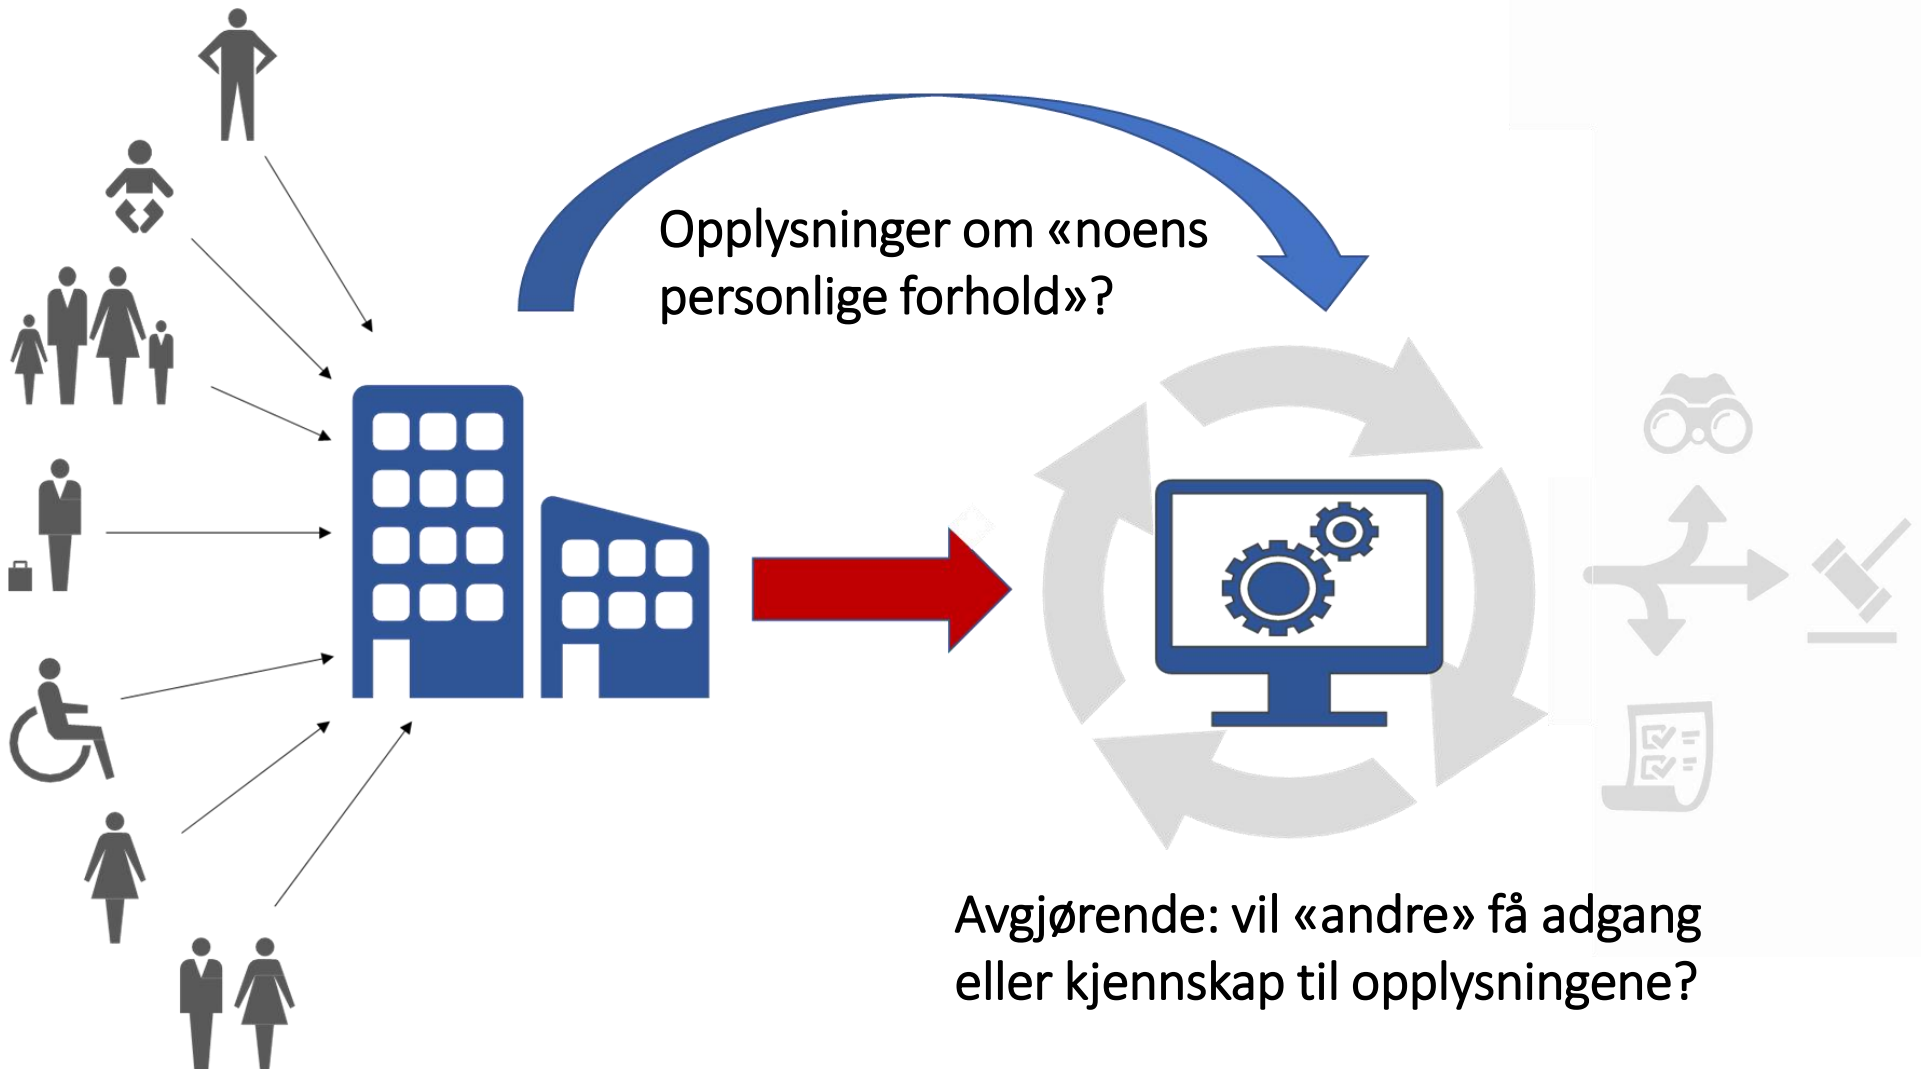 Opplysninger om «noens
personlige forhold»?
Avgjørende: vil «andre» få adgang
eller kjennskap til opplysningene?